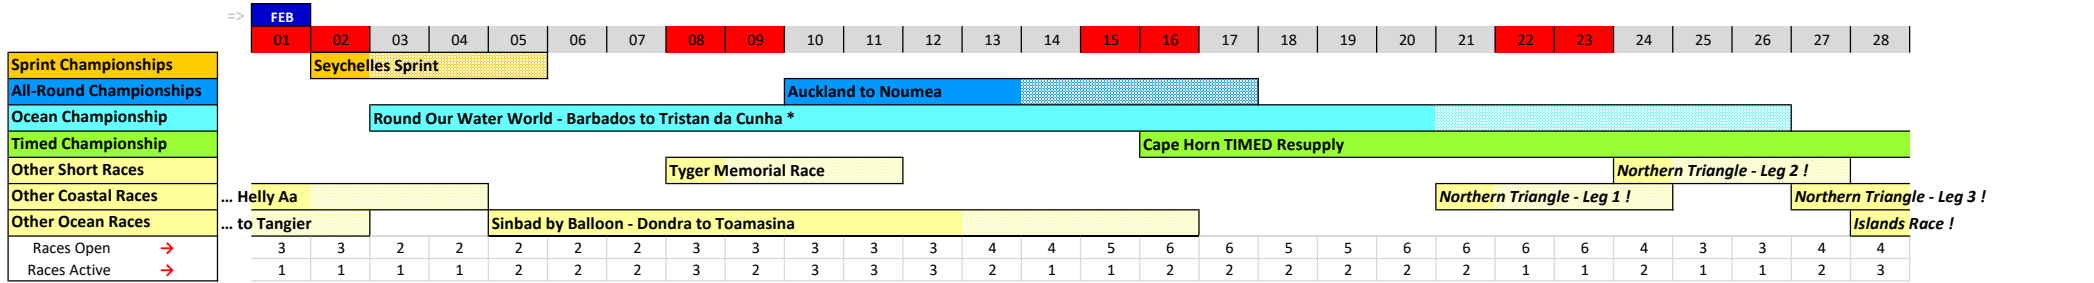 => FEB
01 02 03 04 05 06 07 08 09 10 11 12 13 14 15 16 17 18 19 20 21 22 23 24 25 26 27 28
Sprint Championships Seychelles Sprint
All-Round Championships Auckland to Noumea
Ocean Championship Round Our Water World - Barbados to Tristan da Cunha *
Timed Championship Cape Horn TIMED Resupply
Other Short Races Tyger Memorial Race Northern Triangle - Leg 2 !
Other Coastal Races ... Helly Aa Northern Triangle - Leg 1 ! Northern Triangle - Leg 3 !
Other Ocean Races ... to Tangier Sinbad by Balloon - Dondra to Toamasina Islands Race !
Races Open → 3 3 2 2 2 2 2 3 3 3 3 3 4 4 5 6 6 5 5 6 6 6 6 4 3 3 4 4
Races Active → 1 1 1 1 2 2 2 3 2 3 3 3 2 1 1 2 2 2 2 2 2 1 1 2 1 1 2 3